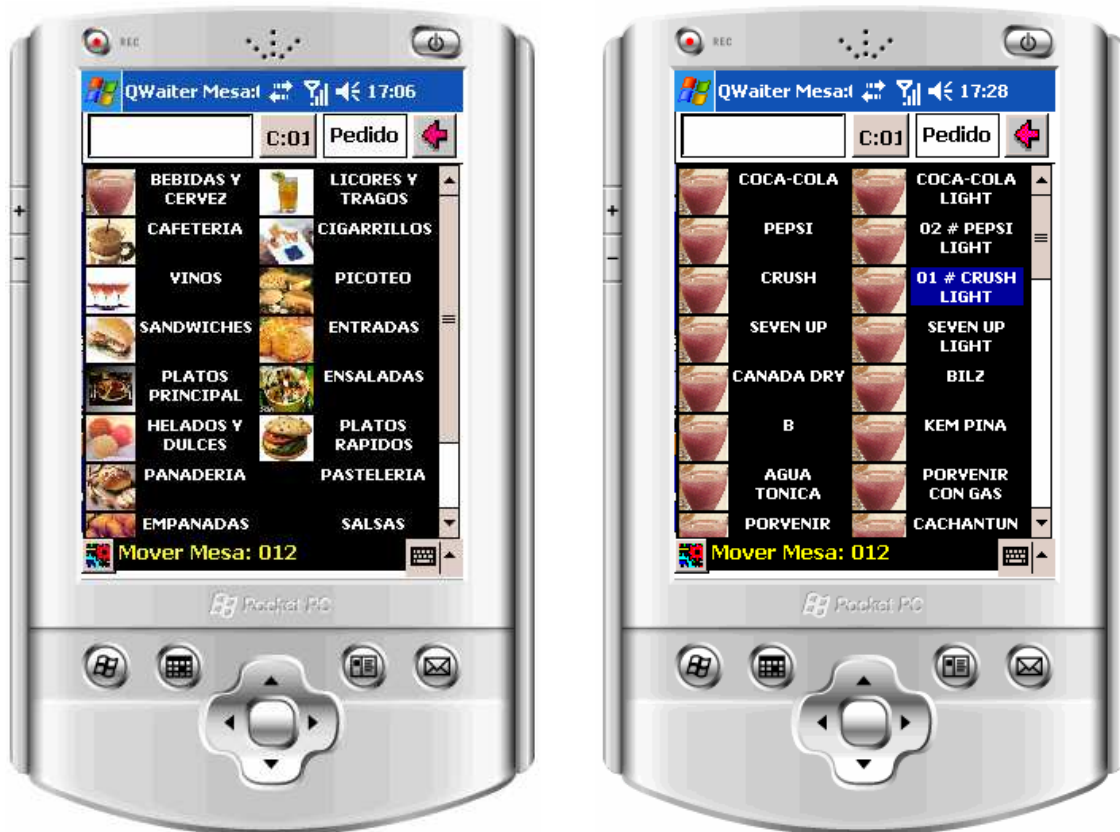 REC
QWaiter Mesa:( 17:06
C:01 Pedido
BEBIDAS Y
CERVEZ
LICORES Y
TRAGOS
CAFETERIA
CIGARRILLOS
VINOS
PICOTEO
SANDWICHES
ENTRADAS
PLATOS
PRINCIPAL
ENSALADAS
HELADOS Y
DULCES
PLATOS
RAPIDOS
PANADERIA
PASTELERIA
EMPANADAS
SALSAS
Mover Mesa: 012
Pocket PC
REC
QWaiter Mesa:( 17:28
C:01 Pedido
COCA-COLA
COCA-COLA
LIGHT
PEPSI
02 # PEPSI
LIGHT
CRUSH
01 # CRUSH
LIGHT
SEVEN UP
SEVEN UP
LIGHT
CANADA DRY
BILZ
B
KEM PINA
AGUA
TONICA
PORVENIR
CON GAS
PORVENIR
CACHANTUN
Mover Mesa: 012
Pocket PC